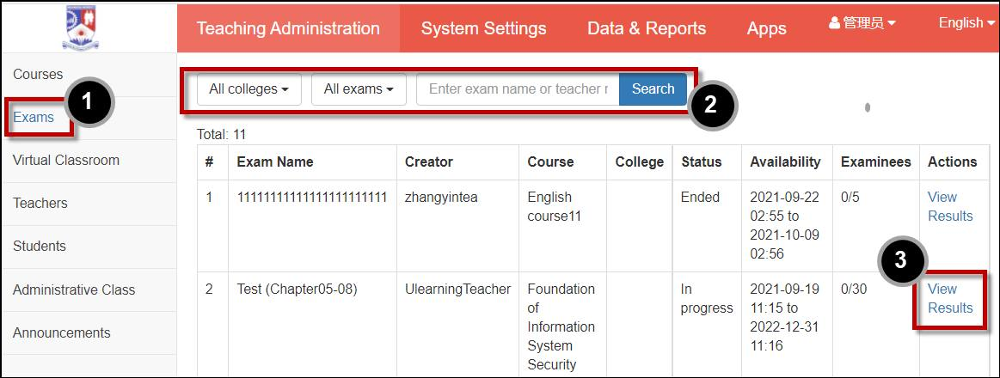 Teaching Administration System Settings Data & Reports Apps 管理员 English
Courses
1
Exams
Virtual Classroom
Teachers
Students
Administrative Class
Announcements
All colleges All exams Enter exam name or teacher r Search
2
Total: 11
# Exam Name Creator Course College Status Availability Examinees Actions
1 11111111111111111111111 zhangyintea English Ended 2021-09-22 0/5 View
course11 02:55 to Results
2021-10-09
02:56
3
2 Test (Chapter05-08) UlearningTeacher Foundation In 2021-09-19 0/30 View
of progress 11:15 to Results
Information 2022-12-31
System 11:16
Security